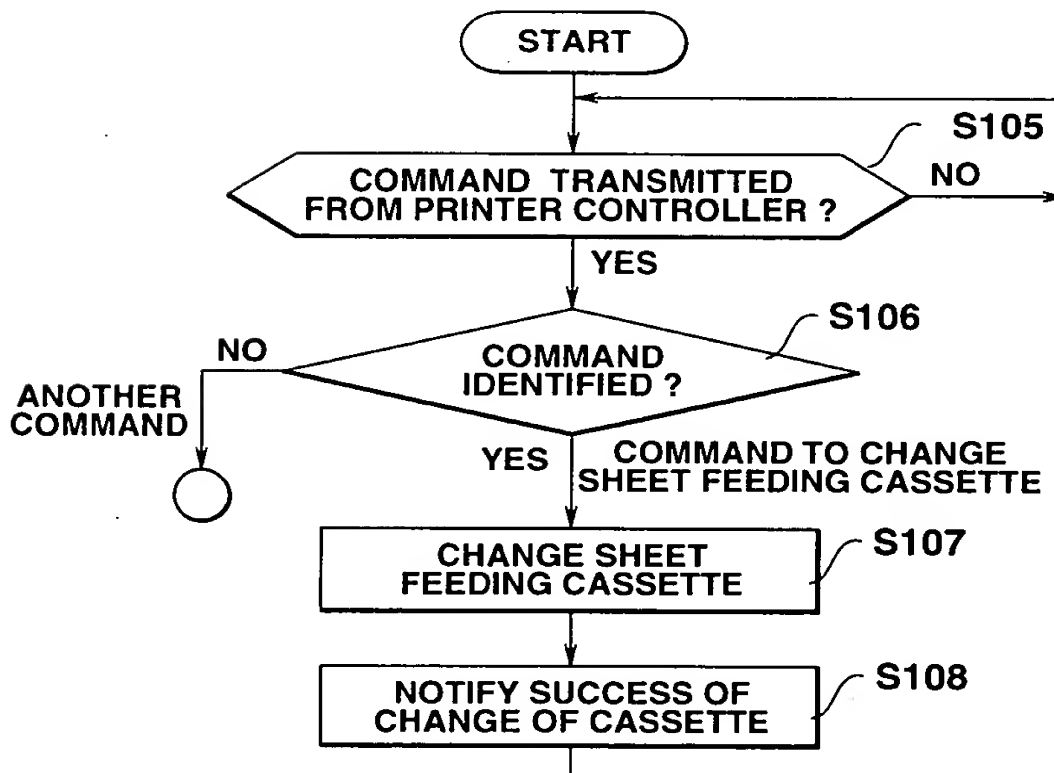 START
S105
COMMAND TRANSMITTED
FROM PRINTER CONTROLLER ?
NO
YES
S106
NO
COMMAND
IDENTIFIED ?
ANOTHER
COMMAND
YES
COMMAND TO CHANGE
SHEET FEEDING CASSETTE
CHANGE SHEET
FEEDING CASSETTE
S107
NOTIFY SUCCESS OF
CHANGE OF CASSETTE
S108